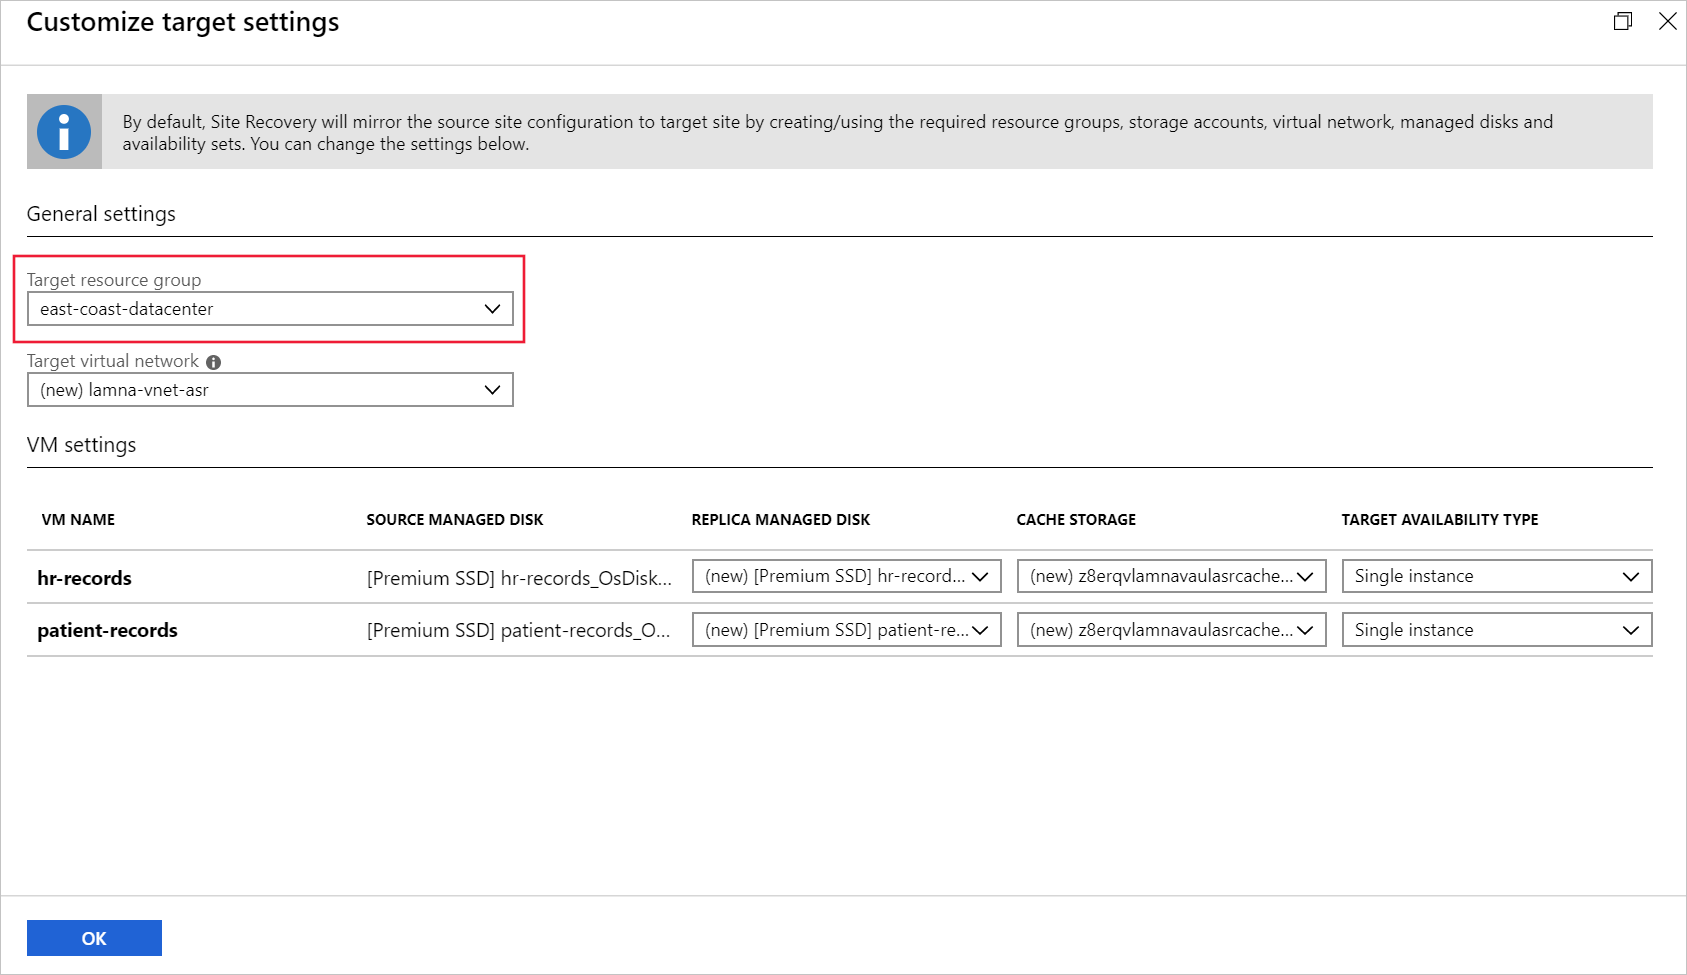 Customize target settings
By default, Site Recovery will mirror the source site configuration to target site by creating/using the required resource groups, storage accounts, virtual network, managed disks and
availability sets. You can change the settings below.
General settings
Target resource group
east-coast-datacenter
Target virtual network
(new) lamna-vnet-asr
VM settings
VM NAME SOURCE MANAGED DISK REPLICA MANAGED DISK CACHE STORAGE TARGET AVAILABILITY TYPE
hr-records [Premium SSD] hr-records_OsDisk... (new) [Premium SSD] hr-record... (new) z8erqvlamnavaulasrcache... Single instance
patient-records [Premium SSD] patient-records_O... (new) [Premium SSD] patient-re... (new) z8erqvlamnavaulasrcache... Single instance
OK